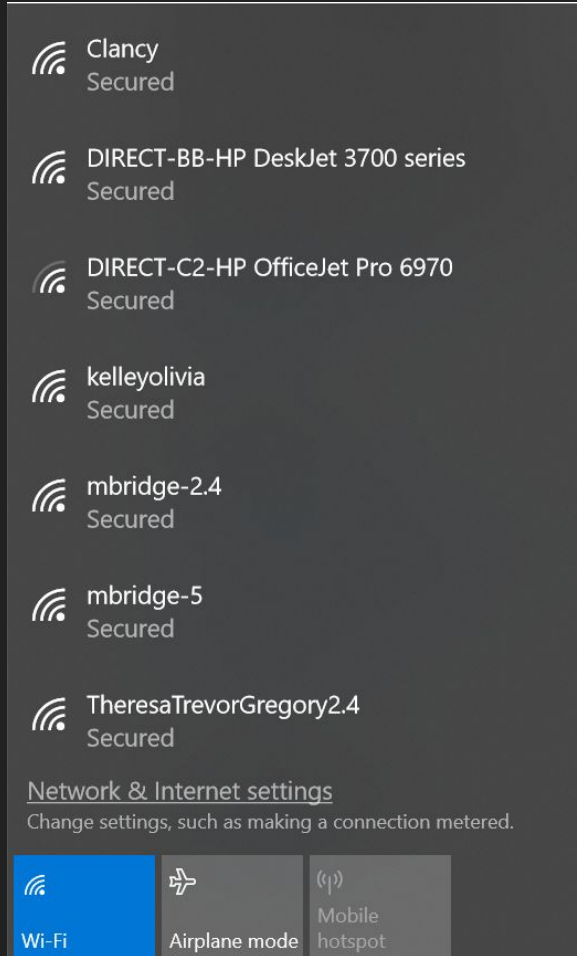 Clancy
Secured
DIRECT-BB-HP DeskJet 3700 series
Secured
DIRECT-C2-HP OfficeJet Pro 6970
Secured
kelleyolivia
Secured
mbridge-2.4
Secured
mbridge-5
Secured
TheresaTrevorGregory2.4
Secured
Network & Internet settings
Change settings, such as making a connection metered.
Wi-Fi
Airplane mode
Mobile
hotspot